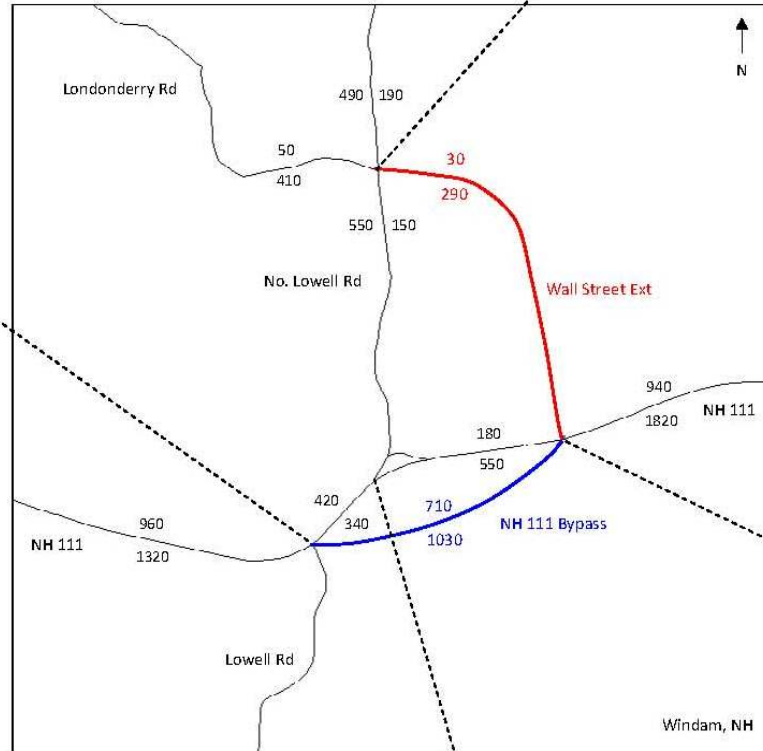 N
Londonderry Rd
490 190
50
410
30
290
550 150
No. Lowell Rd
Wall Street Ext
940
NH 111
1820
180
550
420
340
710
1030
NH 111 Bypass
960
NH 111
1320
Lowell Rd
Windam, NH